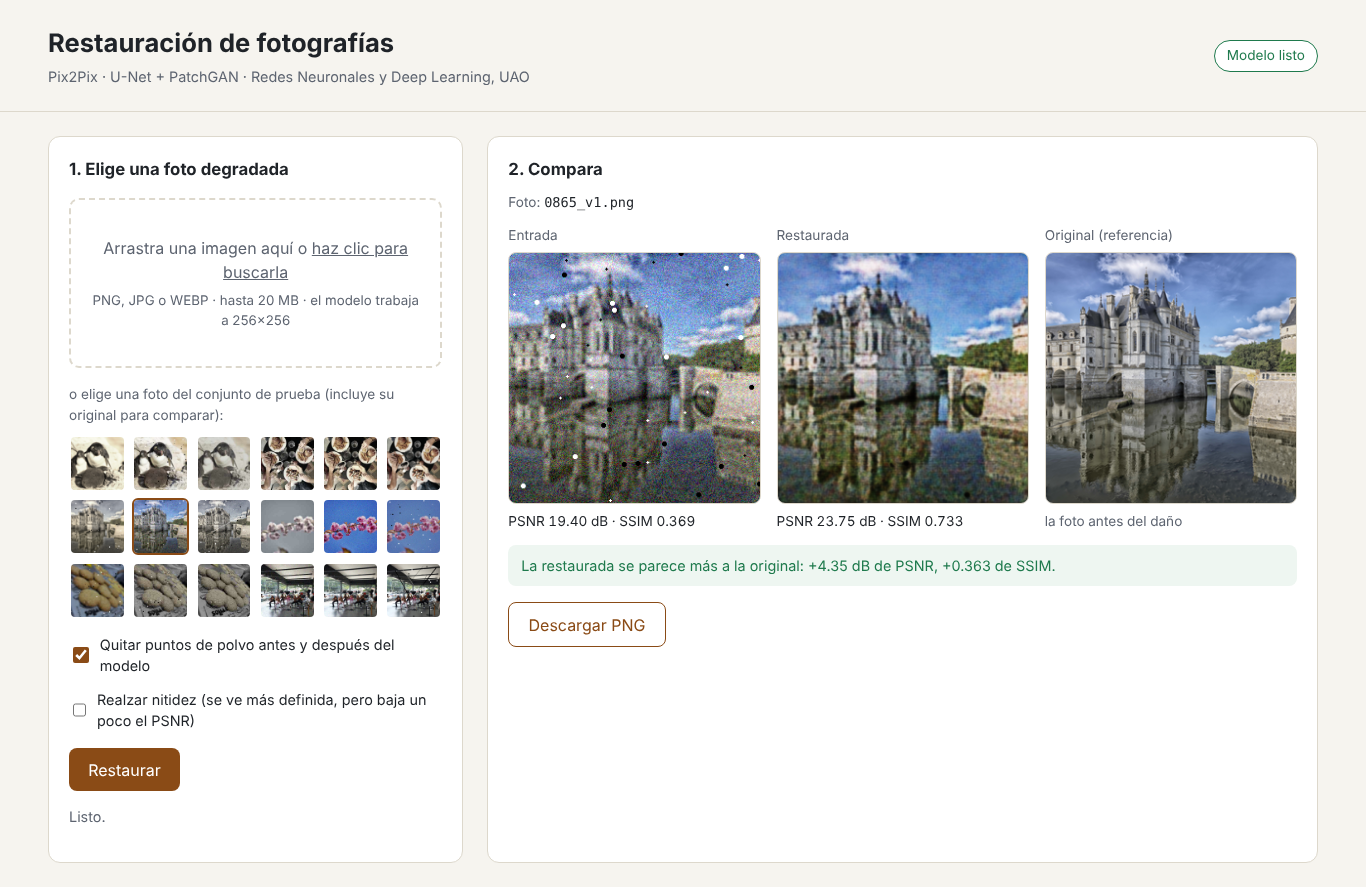 Restauración de fotografías
Pix2Pix · U-Net + PatchGAN · Redes Neuronales y Deep Learning, UAO
Modelo listo
1. Elige una foto degradada
Arrastra una imagen aquí o haz clic para
buscarla
PNG, JPG o WEBP · hasta 20 MB · el modelo trabaja
a 256×256
o elige una foto del conjunto de prueba (incluye su
original para comparar):
Quitar puntos de polvo antes y después del
modelo
Realzar nitidez (se ve más definida, pero baja un
poco el PSNR)
Restaurar
Listo.
2. Compara
Foto: 0865_v1.png
Entrada
Restaurada
Original (referencia)
PSNR 19.40 dB · SSIM 0.369
PSNR 23.75 dB · SSIM 0.733
la foto antes del daño
La restaurada se parece más a la original: +4.35 dB de PSNR, +0.363 de SSIM.
Descargar PNG